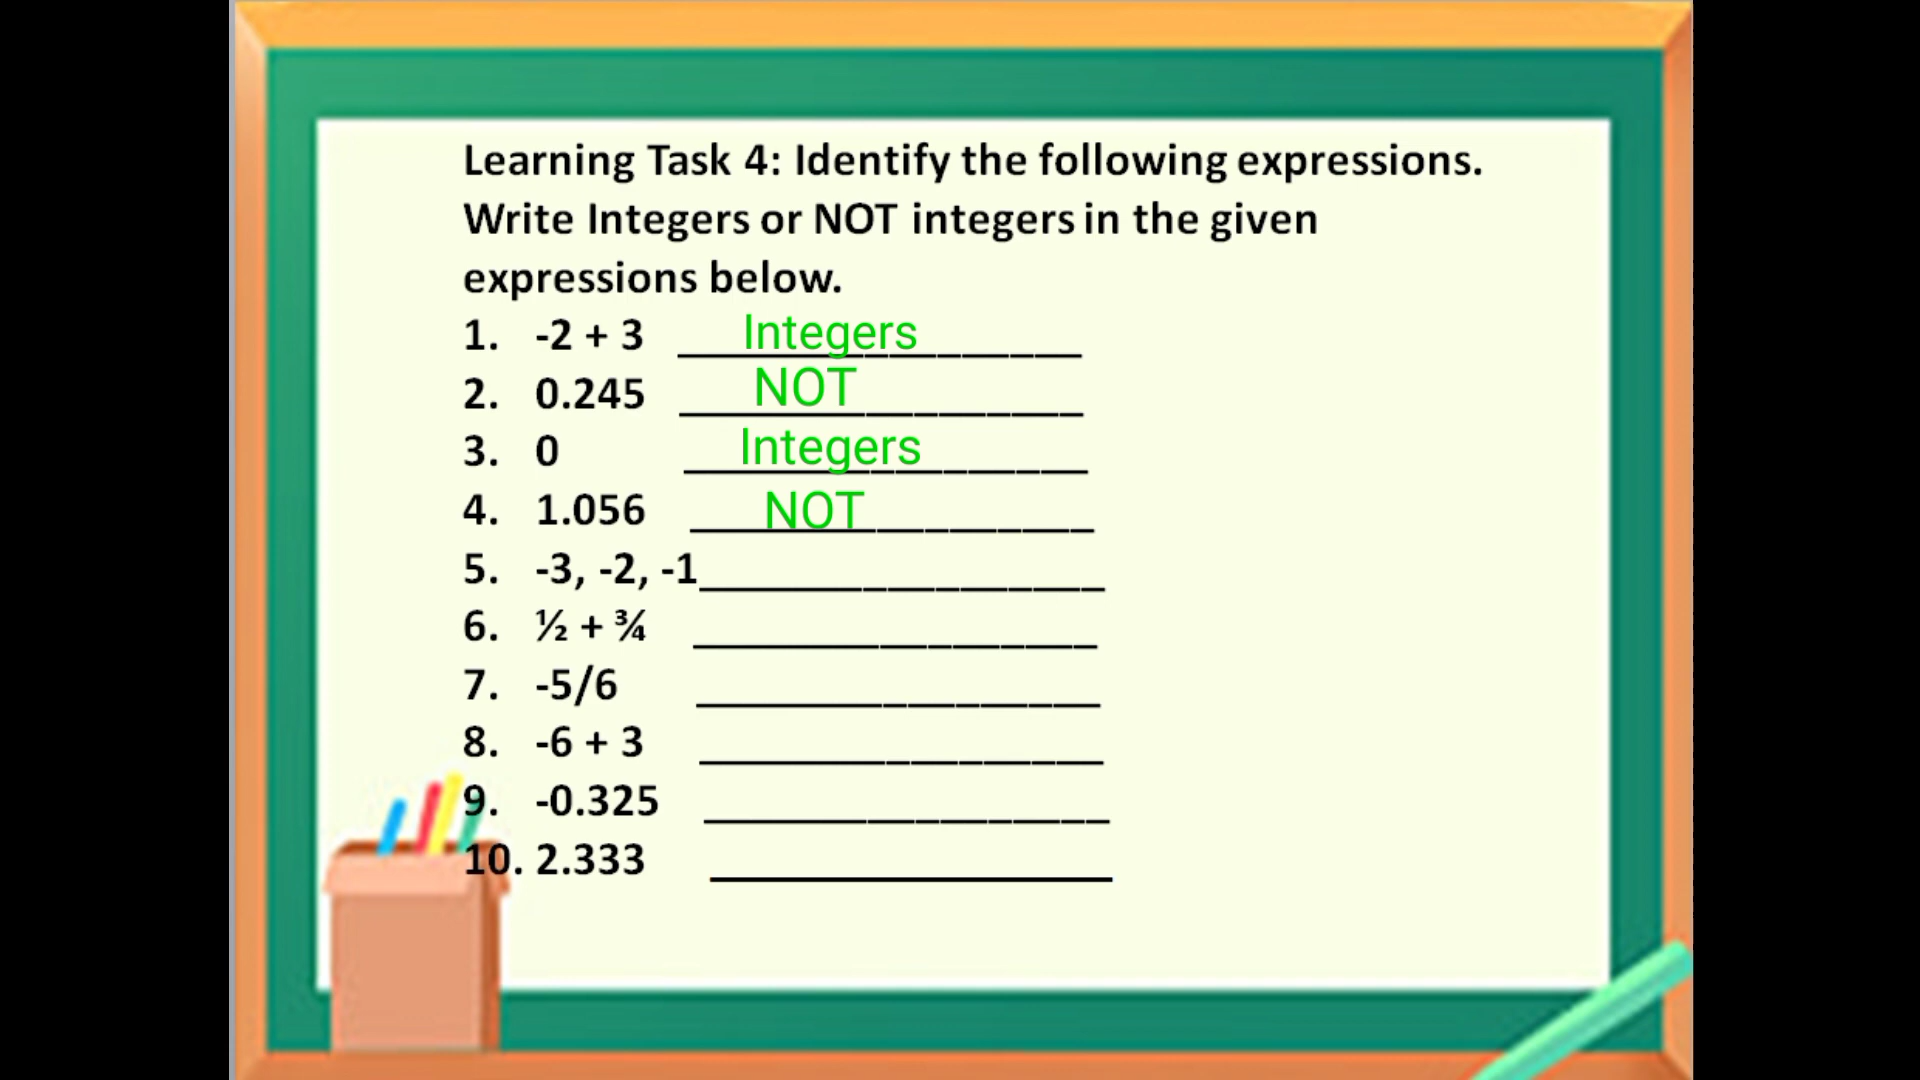 Learning Task 4: Identify the following expressions.
Write Integers or NOT integers in the given
expressions below.
1. -2 + 3 Integers
2. 0.245 NOT
3. 0 Integers
4. 1.056 NOT
5. -3, -2, -1
6. ½ + ¾
7. -5/6
8. -6 + 3
9. -0.325
10. 2.333